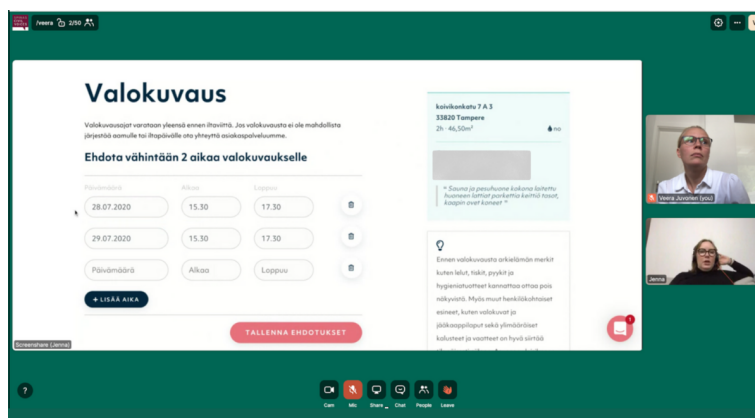 /veera 2/50
Valokuvaus
Valokuvausajat varataan yleensä ennen iltaviittä. Jos valokuvausta ei ole mahdollista
järjestää aamulle tai iltapäivälle ota yhteyttä asiakaspalveluumme.
Ehdota vähintään 2 aikaa valokuvaukselle
Päivämäärä Alkaa Loppuu
28.07.2020 15.30 17.30
29.07.2020 15.30 17.30
Päivämäärä Alkaa Loppuu
+ LISÄÄ AIKA
TALLENNA EHDOTUKSET
Screenshare (Jenna)
koivikonkatu 7 A 3
33820 Tampere
2h · 46,50m² no
" Sauna ja pesuhuone kokona laitettu
huoneen lattiat parkettia keittiö tasot,
kaapin ovet koneet "
Ennen valokuvausta arkielämän merkit
kuten lelut, tiskit, pyykit ja
hygieniatuotteet kannattaa ottaa pois
näkyvistä. Myös muut henkilökohtaiset
esineet, kuten valokuvat ja
jääkaappilaput sekä ylimääräiset
kalusteet ja vaatteet on hyvä siirtää
1
Veera Juvonen (you)
Jenna
?
Cam Mic Share Chat People Leave